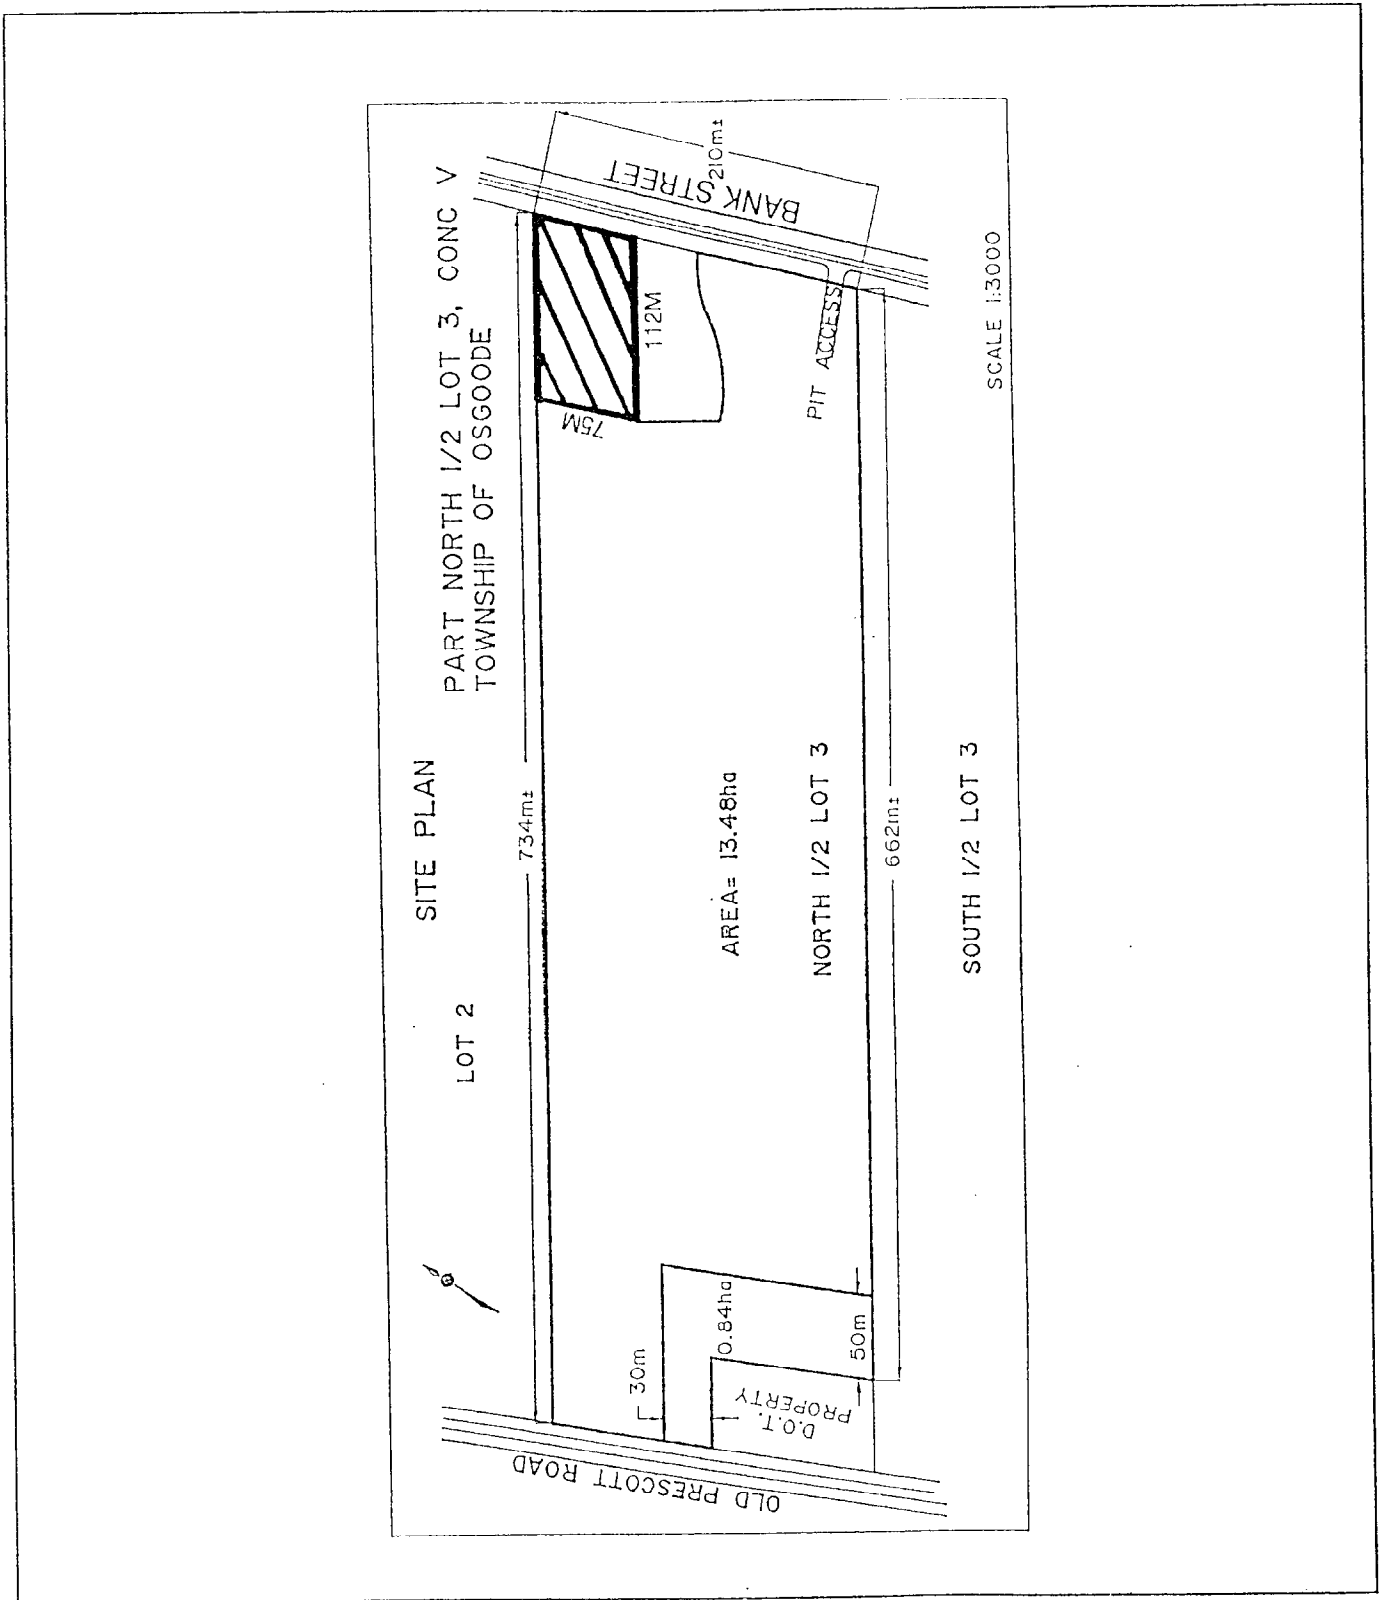 SITE PLAN
PART NORTH 1/2 LOT 3, CONC V
TOWNSHIP OF OSGOODE
LOT 2
734m±
BANK STREET
210m±
112M
75M
PIT ACCESS
AREA= 13.48ha
NORTH 1/2 LOT 3
662m±
SOUTH 1/2 LOT 3
SCALE 1:3000
30m
0.84ha
50m
D.O.T.
PROPERTY
OLD PRESCOTT ROAD